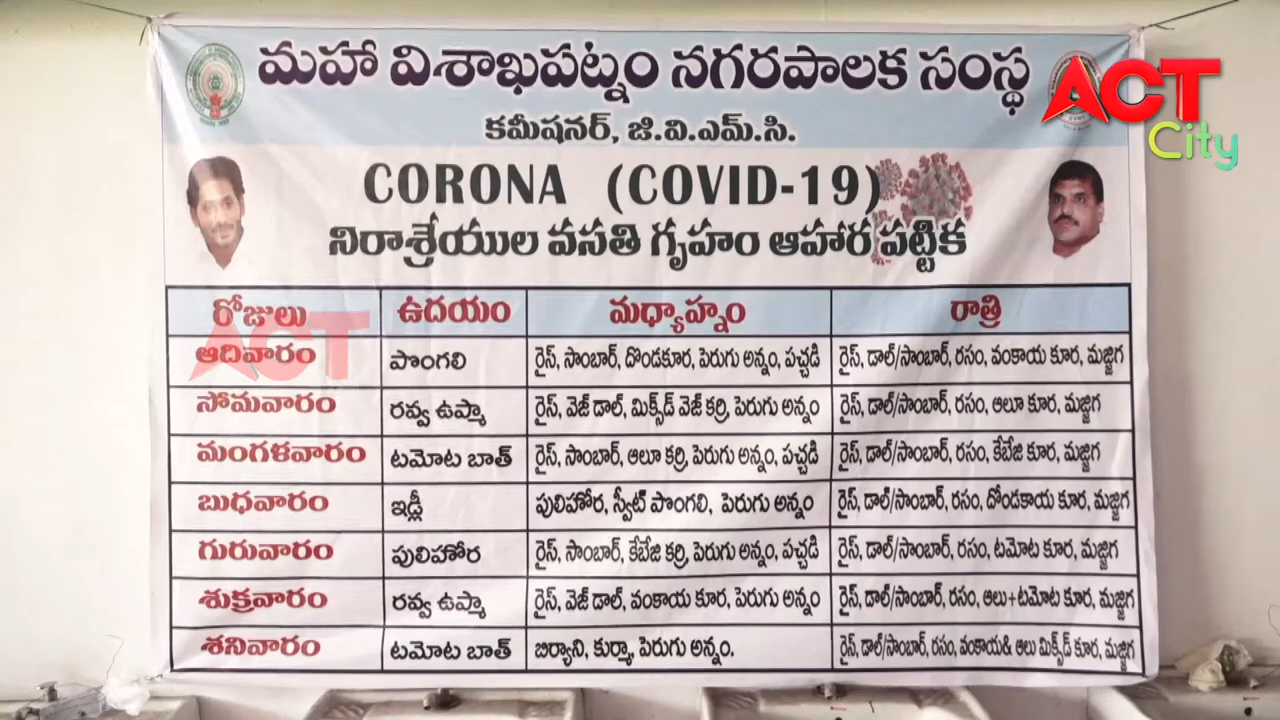 మహా విశాఖపట్నం నగరపాలక సంస్థ
కమీషనర్, జి.వి.ఎమ్.సి.
ACT
City
CORONA (COVID-19)
నిరాశ్రేయుల వసతి గృహం ఆహార పట్టిక
రోజులు ఉదయం మధ్యాహ్నం రాత్రి
ACT
ఆదివారం పొంగలి రైస్, సాంబార్, దొండకూర, పెరుగు అన్నం, పచ్చడి రైస్, డాల్/సాంబార్, రసం, వంకాయ కూర, మజ్జిగ
సోమవారం రవ్వ ఉప్మా రైస్, వెజ్ డాల్, మిక్స్‌డ్ వెజ్ కర్రి, పెరుగు అన్నం రైస్, డాల్/సాంబార్, రసం, ఆలూ కూర, మజ్జిగ
మంగళవారం టమోట బాత్ రైస్, సాంబార్, ఆలూ కర్రి, పెరుగు అన్నం, పచ్చడి రైస్, డాల్/సాంబార్, రసం, కేబేజి కూర, మజ్జిగ
బుధవారం ఇడ్లీ పులిహోర, స్వీట్ పొంగలి, పెరుగు అన్నం రైస్, డాల్/సాంబార్, రసం, దోండకాయ కూర, మజ్జిగ
గురువారం పులిహోర రైస్, సాంబార్, కేబేజి కర్రి, పెరుగు అన్నం, పచ్చడి రైస్, డాల్/సాంబార్, రసం, టమోట కూర, మజ్జిగ
శుక్రవారం రవ్వ ఉప్మా రైస్, వెజ్ డాల్, వంకాయ కూర, పెరుగు అన్నం రైస్, డాల్/సాంబార్, రసం, ఆలు+టమోట కూర, మజ్జిగ
శనివారం టమోట బాత్ బిర్యాని, కుర్మా, పెరుగు అన్నం. రైస్, డాల్/సాంబార్, రసం, వంకాయ& ఆలు మిక్స్‌డ్ కూర, మజ్జిగ